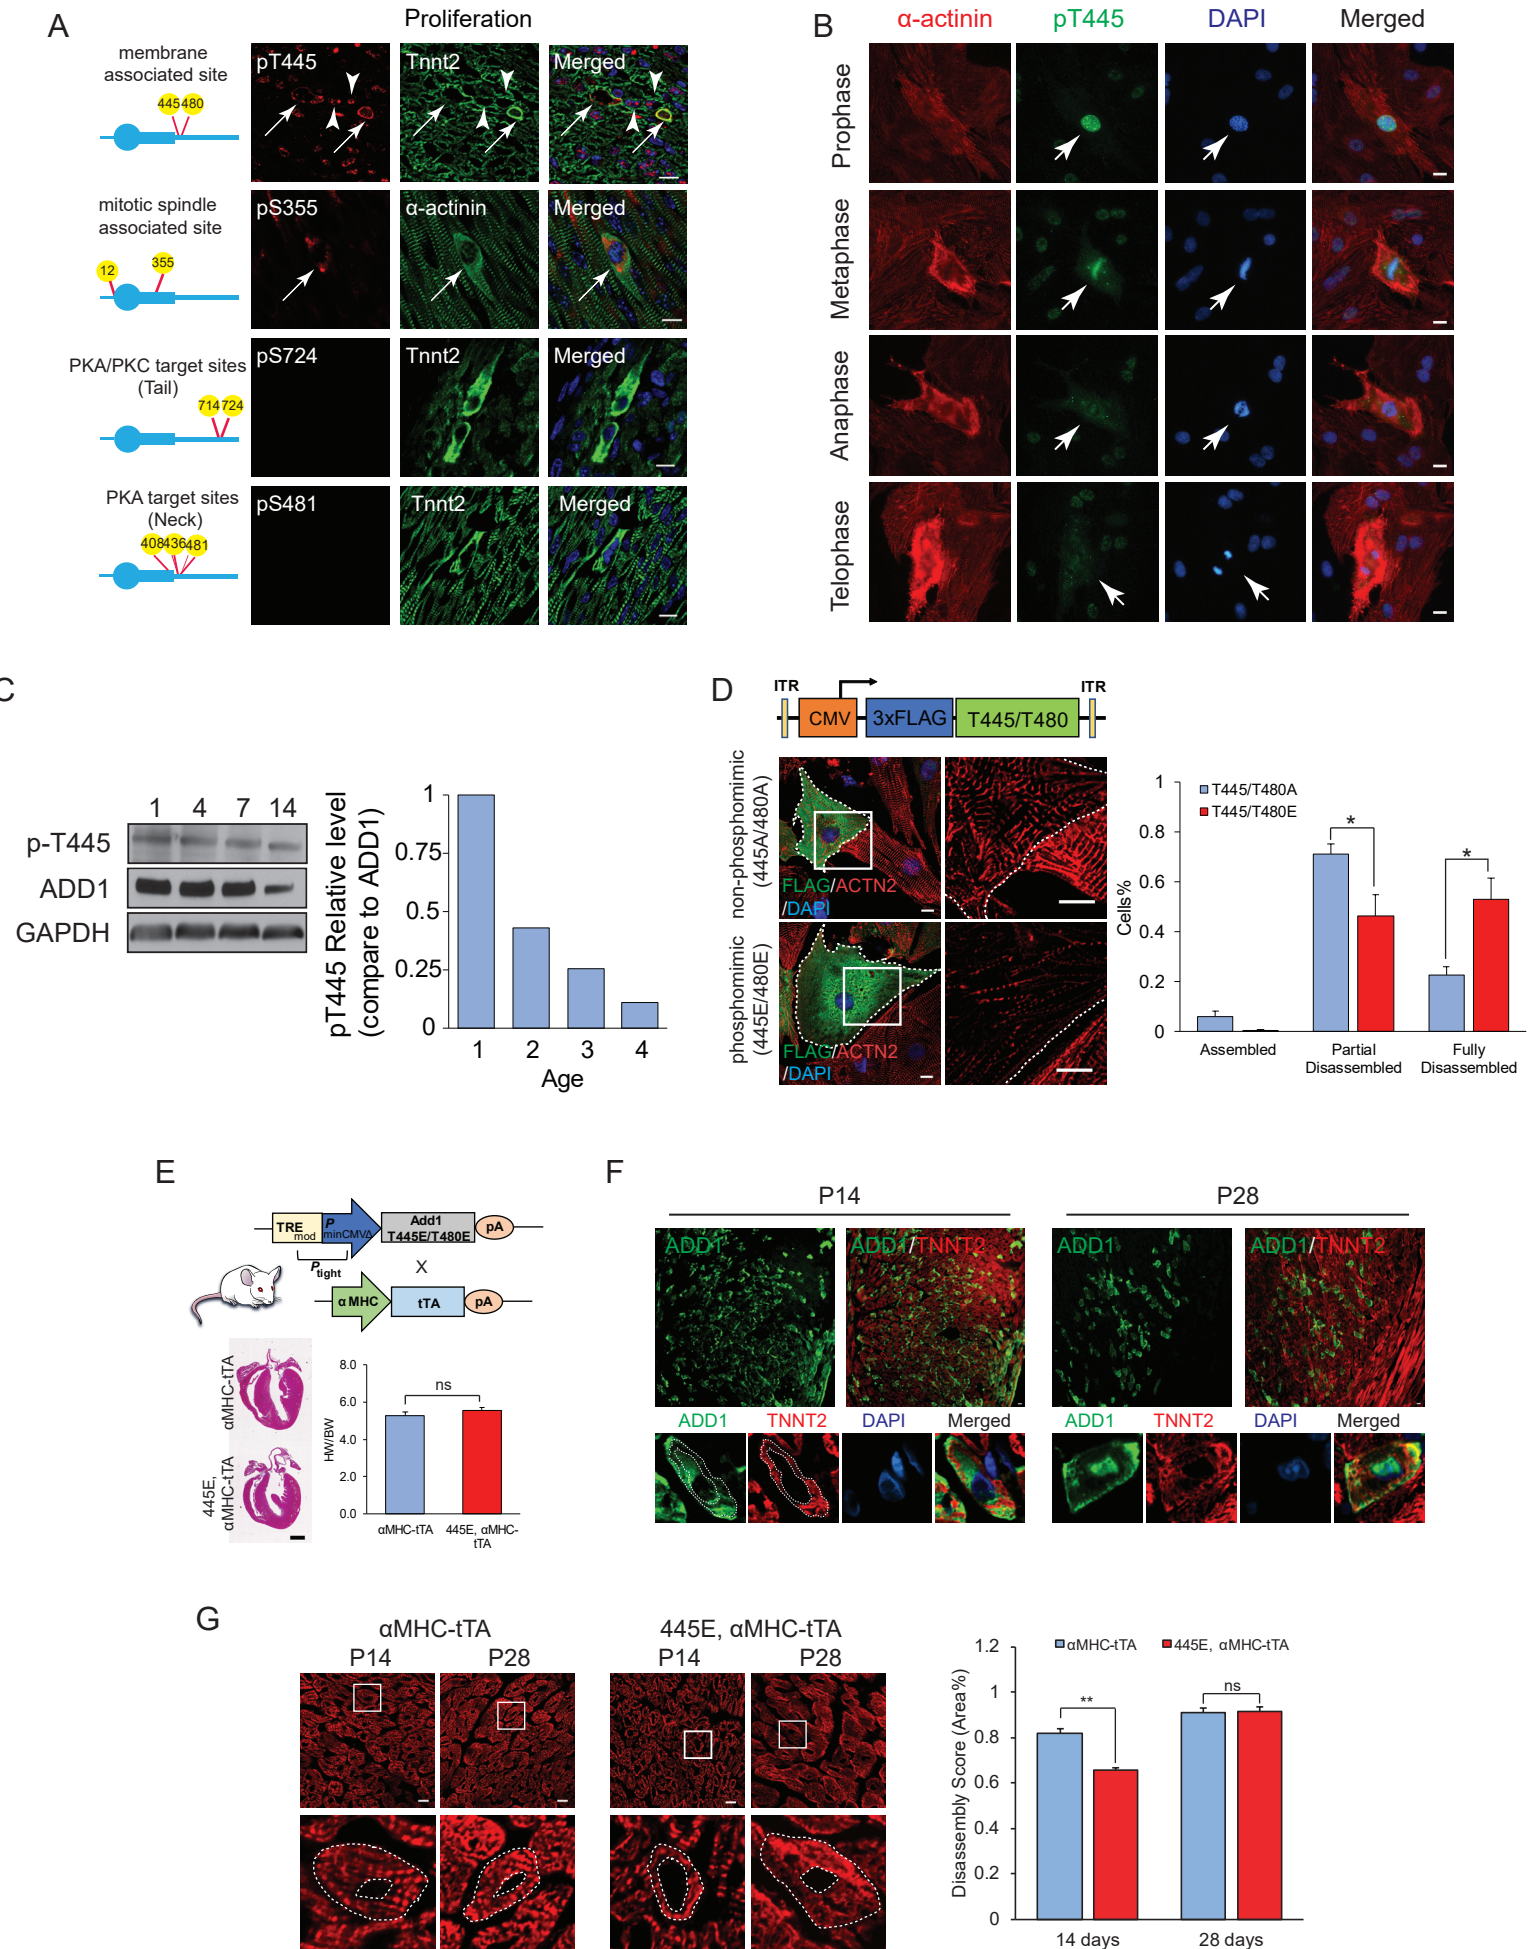 A
Proliferation
membrane
associated site
445 480
pT445
Tnnt2
Merged
mitotic spindle
associated site
12
355
pS355
α-actinin
Merged
PKA/PKC target sites
(Tail)
714 724
pS724
Tnnt2
Merged
PKA target sites
(Neck)
408 436 481
pS481
Tnnt2
Merged
B
α-actinin
pT445
DAPI
Merged
Prophase
Metaphase
Anaphase
Telophase
C
1 4 7 14
p-T445
ADD1
GAPDH
pT445 Relative level
(compare to ADD1)
1
0.75
0.5
0.25
0
1 2 3 4
Age
D
ITR
ITR
CMV
3xFLAG
T445/T480
non-phosphomimic
(445A/480A)
FLAG/ACTN2
/DAPI
phosphomimic
(445E/480E)
FLAG/ACTN2
/DAPI
Cells%
1
0.8
0.6
0.4
0.2
0
T445/T480A
T445/T480E
*
*
Assembled
Partial
Disassembled
Fully
Disassembled
E
TRE
mod
P
minCMVΔ
Add1
T445E/T480E
pA
Ptight
X
α MHC
tTA
pA
αMHC-tTA
445E,
αMHC-tTA
HW/BW
8.0
6.0
4.0
2.0
0.0
ns
αMHC-tTA
445E, αMHC-
tTA
F
P14
P28
ADD1
ADD1/TNNT2
ADD1
ADD1/TNNT2
ADD1
TNNT2
DAPI
Merged
ADD1
TNNT2
DAPI
Merged
G
αMHC-tTA
445E, αMHC-tTA
P14
P28
P14
P28
Disassembly Score (Area%)
1.2
1
0.8
0.6
0.4
0.2
0
αMHC-tTA
445E, αMHC-tTA
**
ns
14 days
28 days